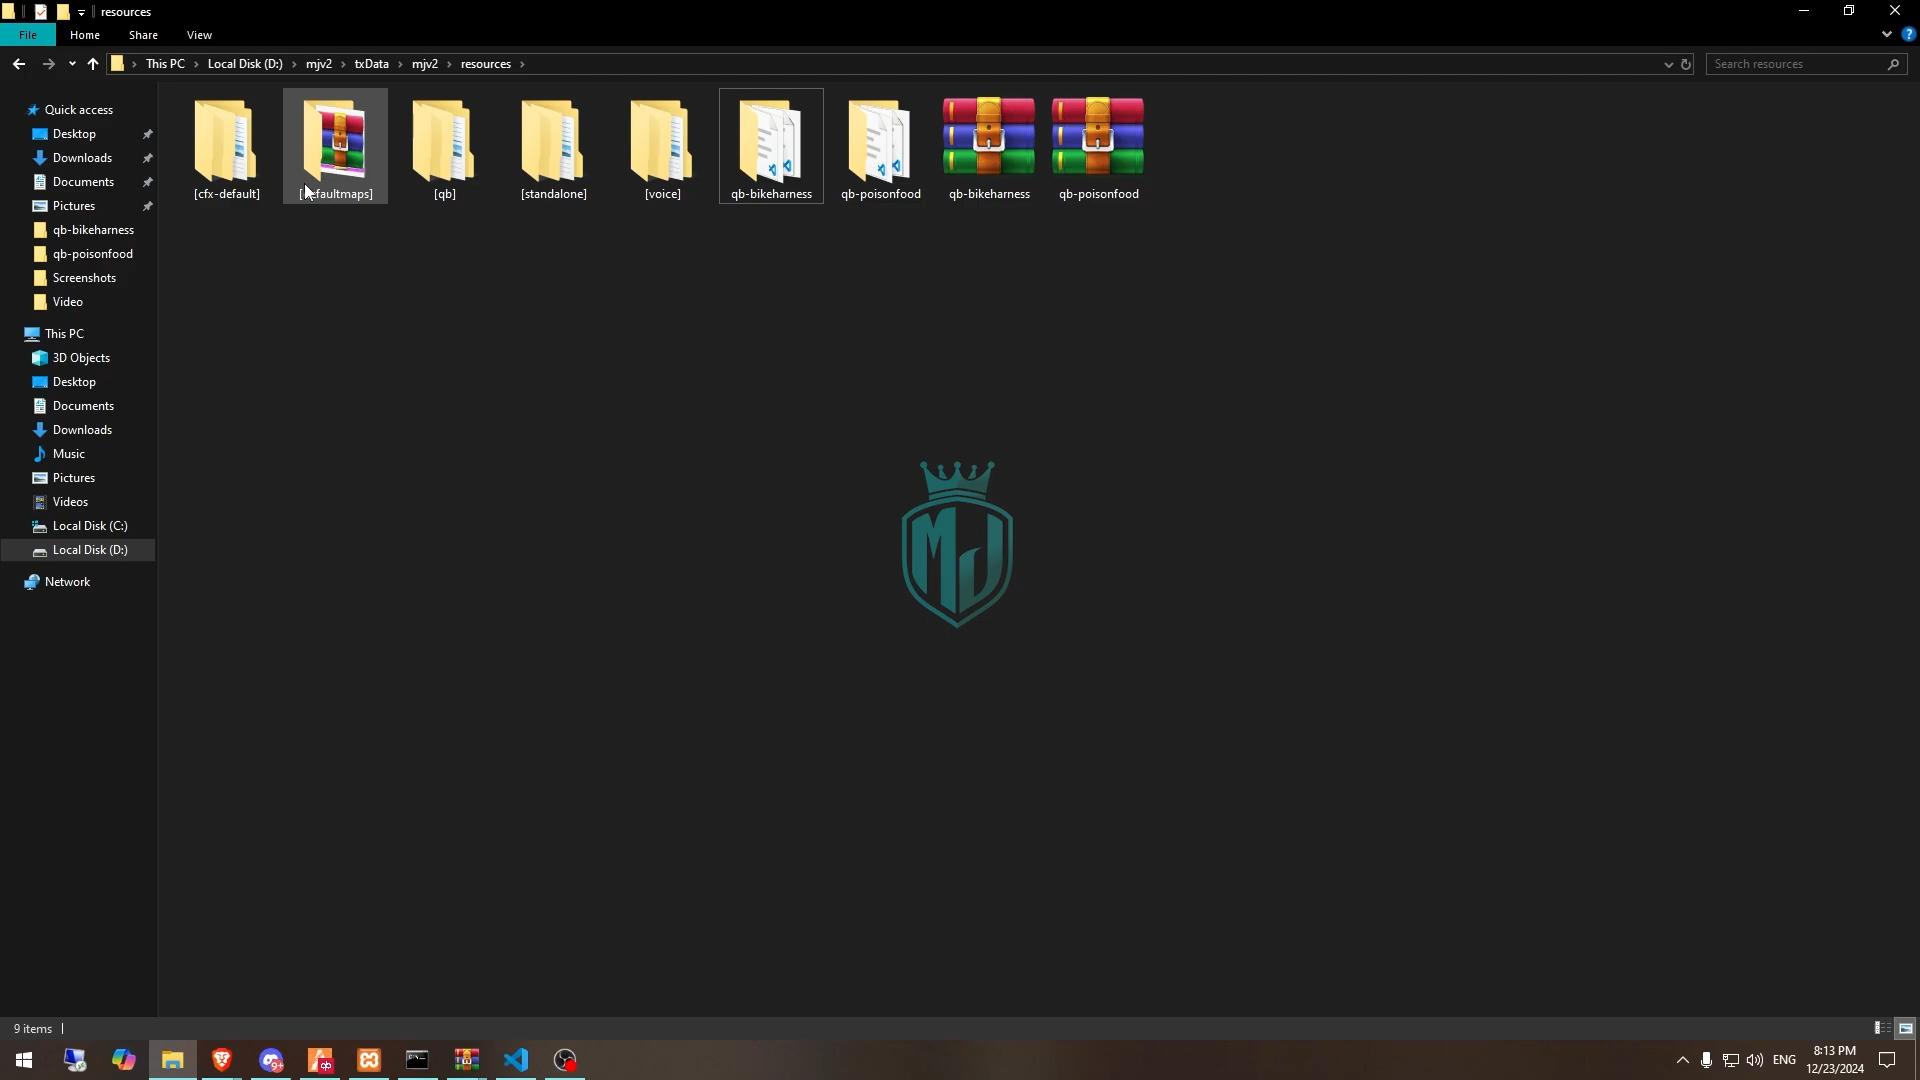 resources
File
Home
Share
View
This PC
Local Disk (D:)
mjv2
txData
mjv2
resources
Search resources
Quick access
Desktop
Downloads
Documents
Pictures
qb-bikeharness
qb-poisonfood
Screenshots
Video
This PC
3D Objects
Desktop
Documents
Downloads
Music
Pictures
Videos
Local Disk (C:)
Local Disk (D:)
Network
[cfx-default]
[defaultmaps]
[qb]
[standalone]
[voice]
qb-bikeharness
qb-poisonfood
qb-bikeharness
qb-poisonfood
MJ
9 items
9+
qb
ENG
8:13 PM
12/23/2024